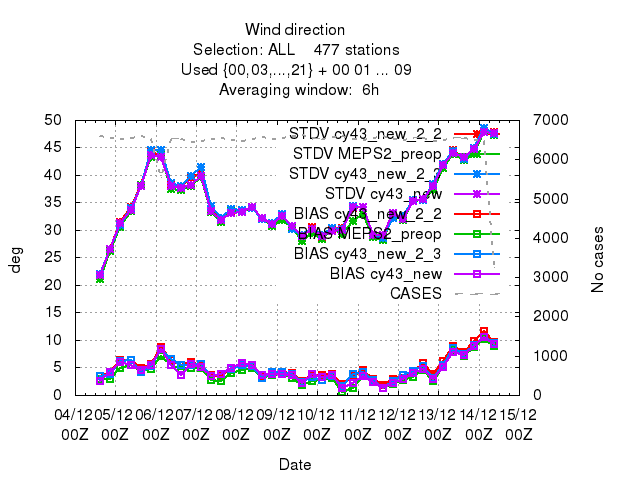 Wind direction
Selection: ALL    477 stations
Used {00,03,...,21} + 00 01 ... 09
Averaging window:  6h
50
45
40
35
30
25
20
15
10
5
0
deg
7000
6000
5000
4000
3000
2000
1000
0
No cases
STDV cy43_new_2_2
STDV MEPS2_preop
STDV cy43_new_2_3
STDV cy43_new
BIAS cy43_new_2_2
BIAS MEPS2_preop
BIAS cy43_new_2_3
BIAS cy43_new
CASES
04/12 05/12 06/12 07/12 08/12 09/12 10/12 11/12 12/12 13/12 14/12 15/12
00Z 00Z 00Z 00Z 00Z 00Z 00Z 00Z 00Z 00Z 00Z 00Z
Date